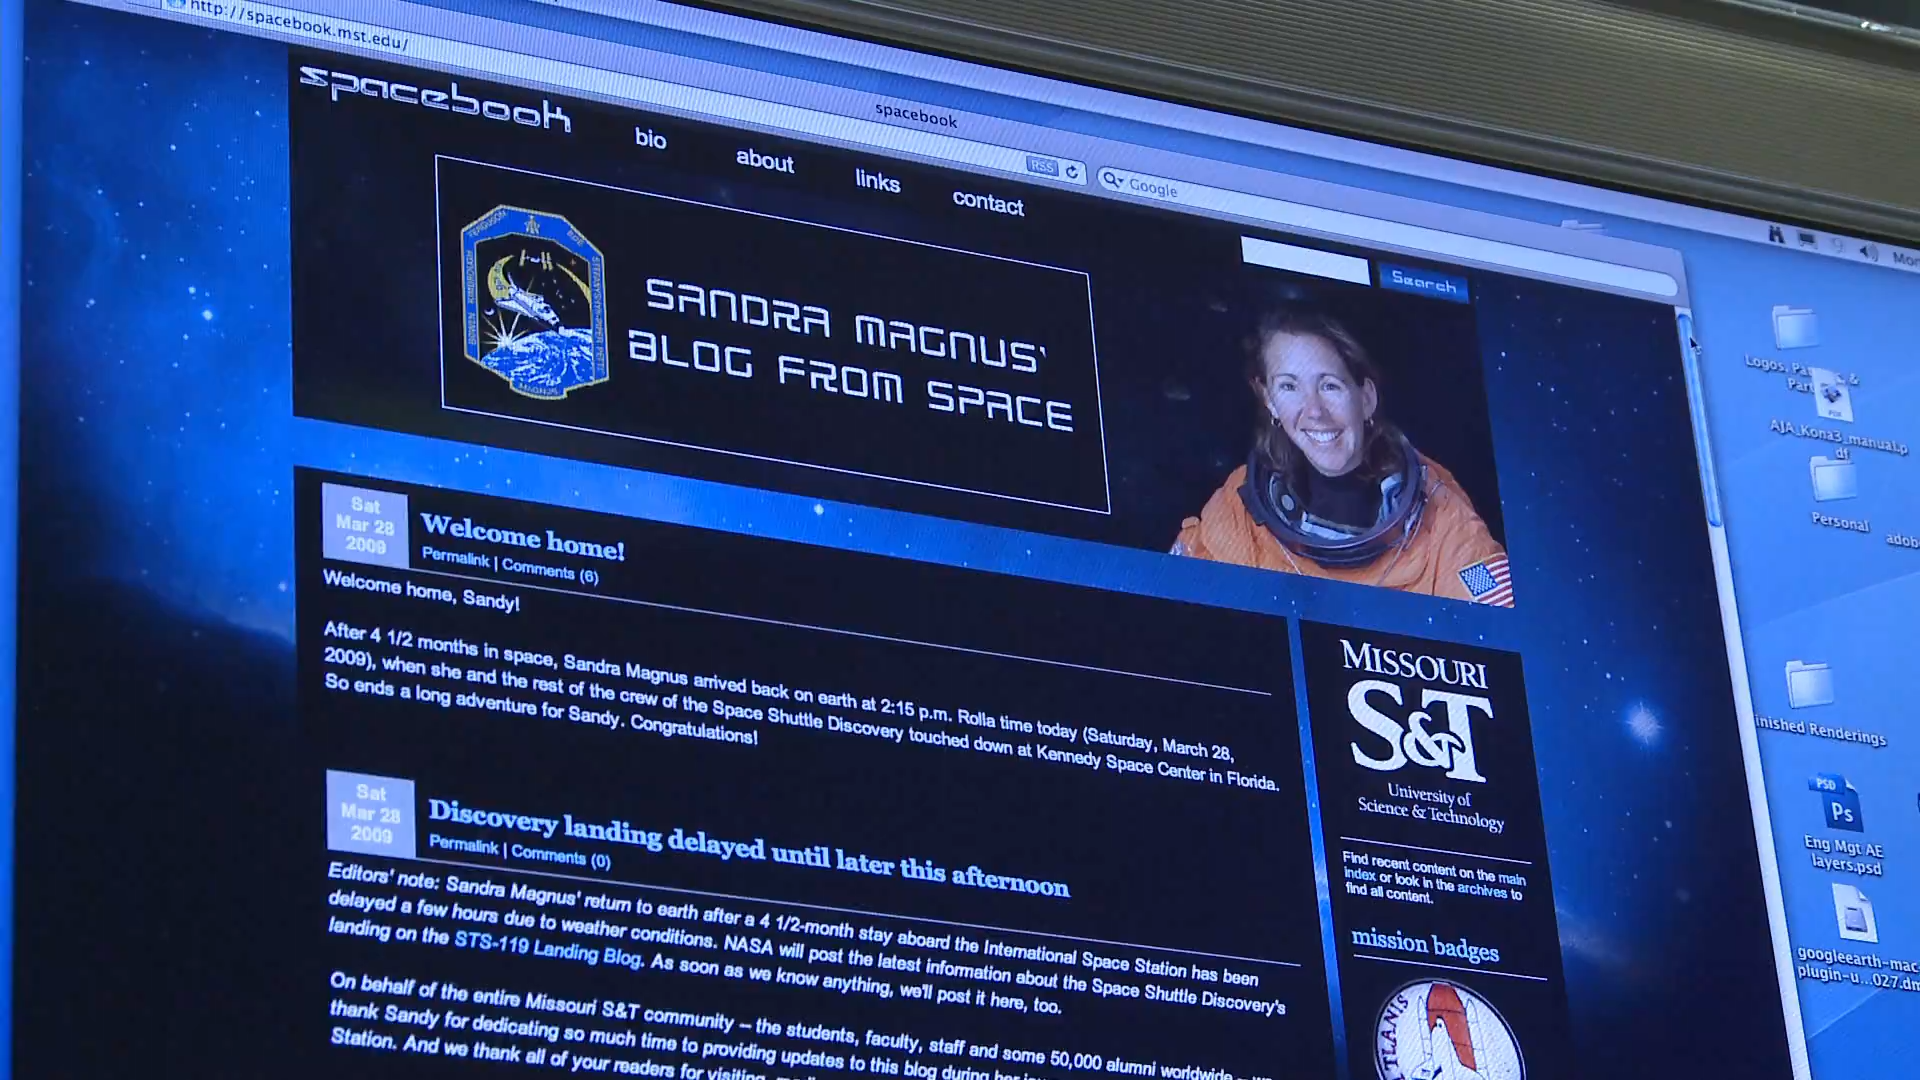 http://spacebook.mst.edu/
spacebook
RSS
Google
spacebook
bio
about
links
contact
Search
SANDRA MAGNUS'
BLOG FROM SPACE
FERGUSON
BOWEN
MAGNUS
Sat
Mar 28
2009
Welcome home!
Permalink | Comments (6)
Welcome home, Sandy!
After 4 1/2 months in space, Sandra Magnus arrived back on earth at 2:15 p.m. Rolla time today (Saturday, March 28,
2009), when she and the rest of the crew of the Space Shuttle Discovery touched down at Kennedy Space Center in Florida.
So ends a long adventure for Sandy. Congratulations!
Sat
Mar 28
2009
Discovery landing delayed until later this afternoon
Permalink | Comments (0)
Editors' note: Sandra Magnus' return to earth after a 4 1/2-month stay aboard the International Space Station has been
delayed a few hours due to weather conditions. NASA will post the latest information about the Space Shuttle Discovery's
landing on the STS-119 Landing Blog. As soon as we know anything, we'll post it here, too.
On behalf of the entire Missouri S&T community – the students, faculty, staff and some 50,000 alumni worldwide –
thank Sandy for dedicating so much time to providing updates to this blog during her
Station. And we thank all of your readers for visiting,
MISSOURI
S&T
University of
Science & Technology
Find recent content on the main
index or look in the archives to
find all content.
mission badges
Logos,
AJA_Kona3_manual.p
df
Personal
adob
inished Renderings
PSD
Ps
Eng Mgt AE
layers.psd
googleearth-mac-
plugin-u...027.dm